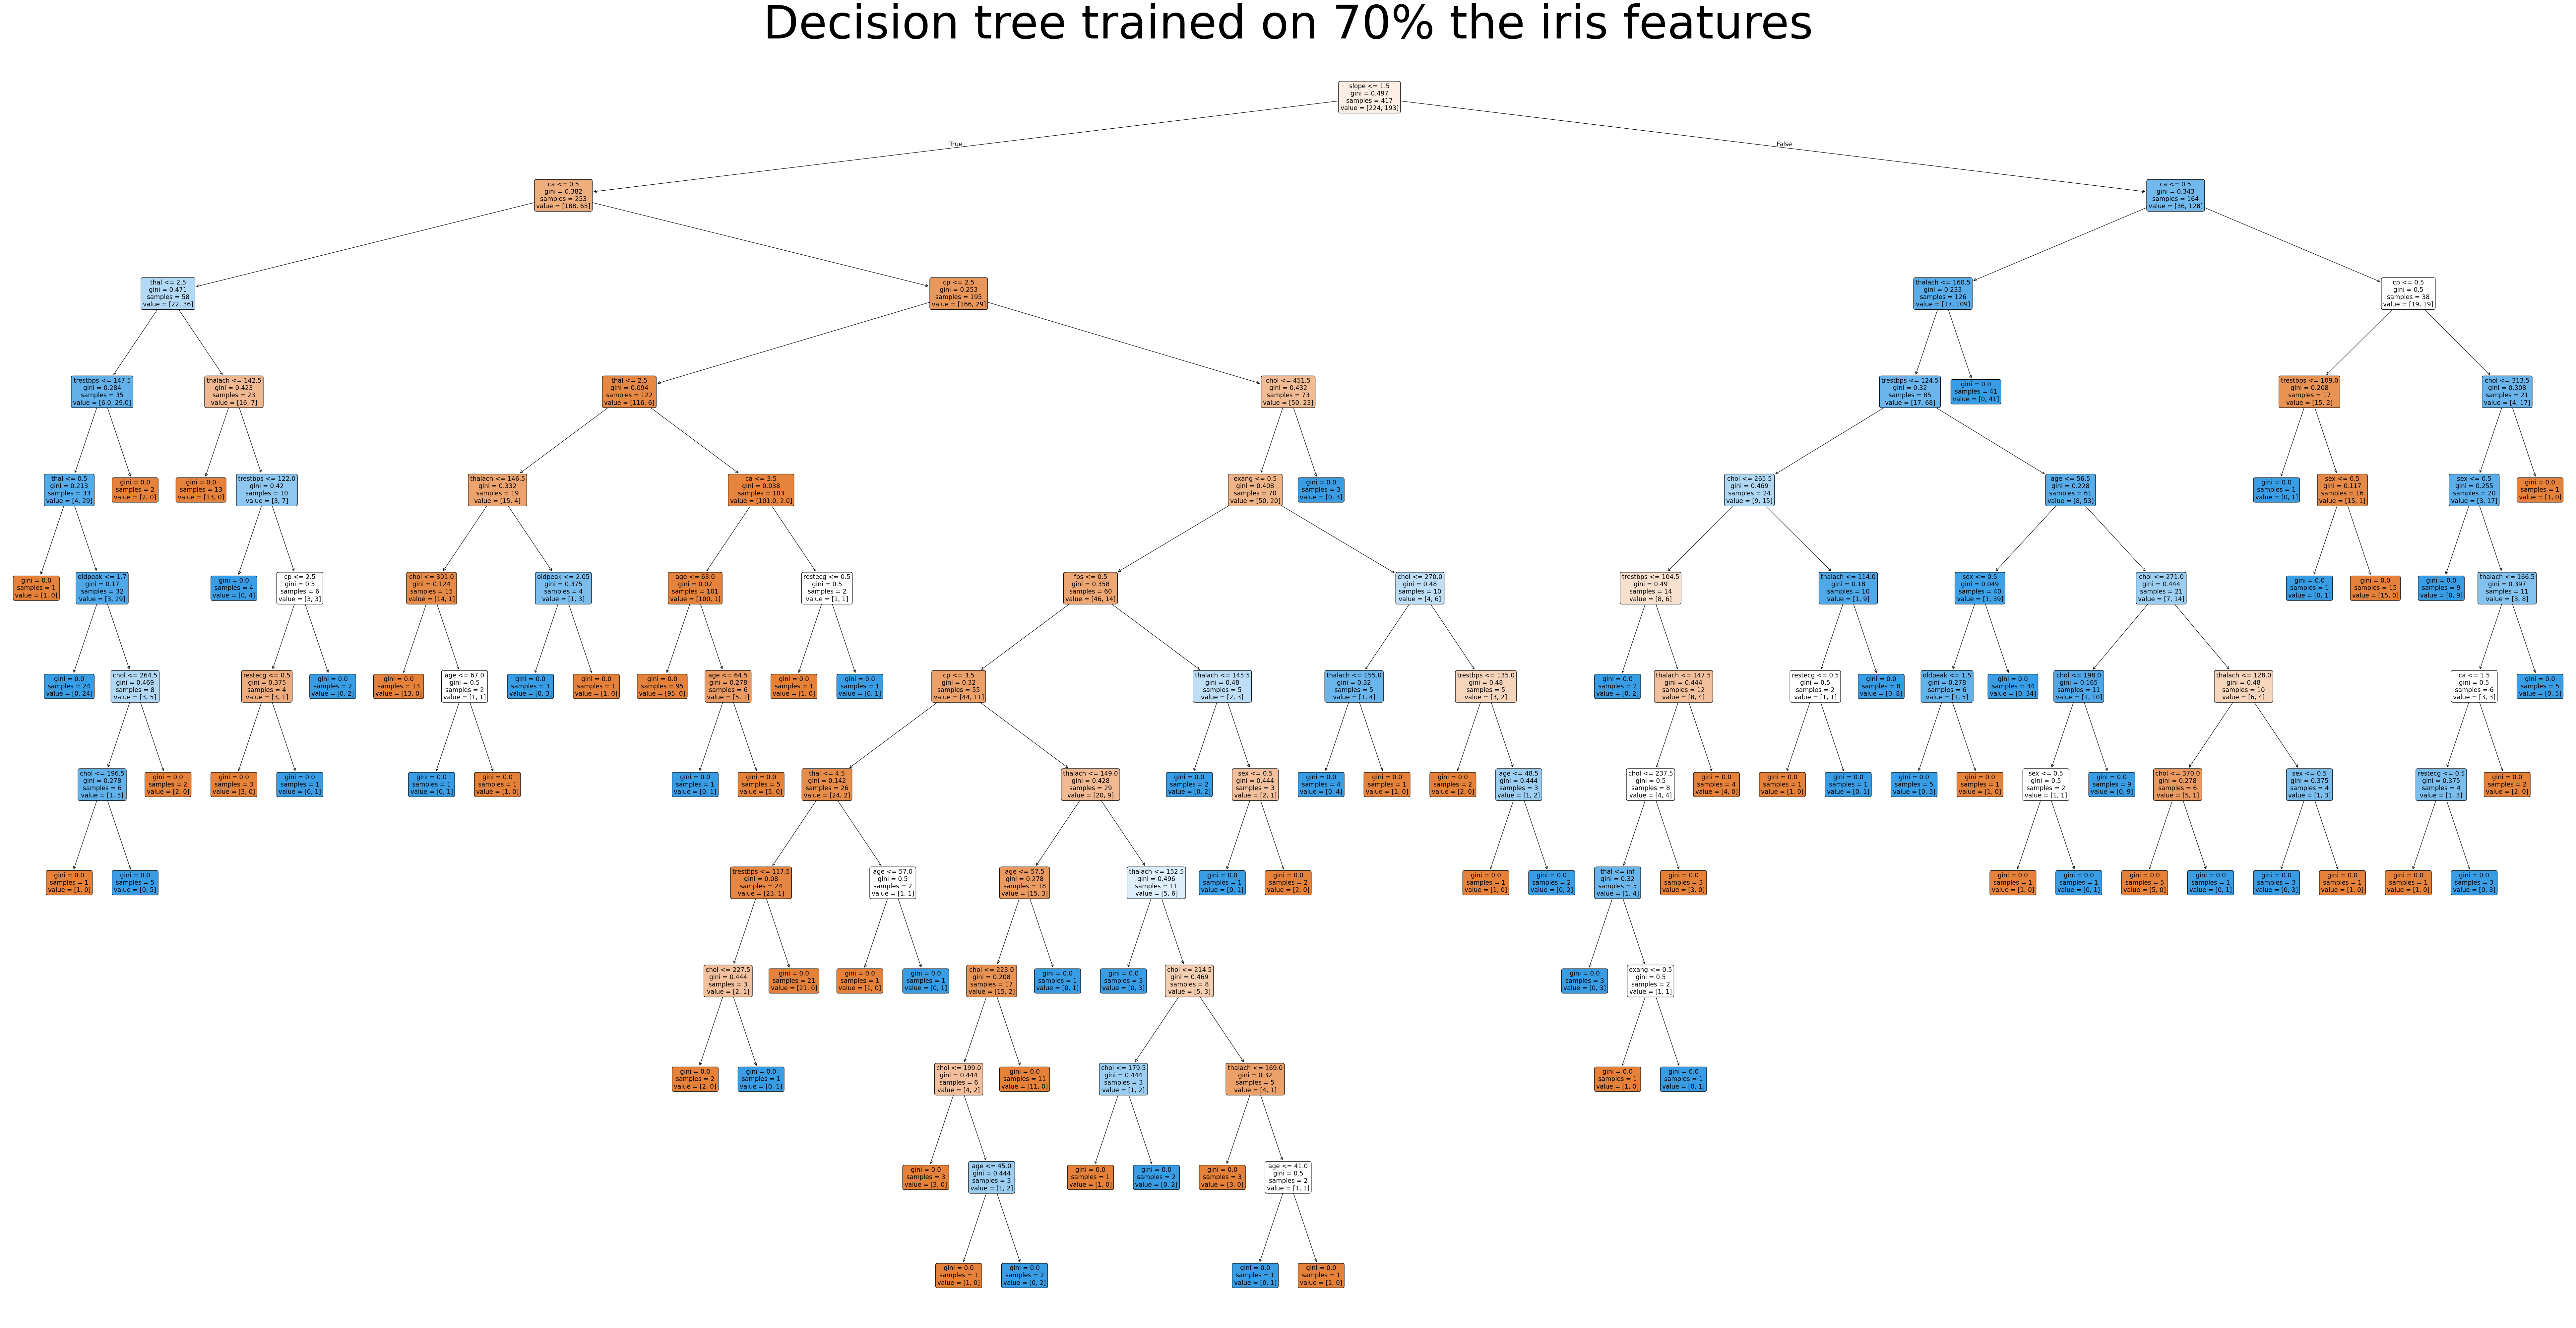 Decision tree trained on 70% the iris features
slope <= 1.5
gini = 0.497
samples = 417
value = [224, 193]
True
False
ca <= 0.5
gini = 0.382
samples = 253
value = [188, 65]
ca <= 0.5
gini = 0.343
samples = 164
value = [36, 128]
thal <= 2.5
gini = 0.471
samples = 58
value = [22, 36]
cp <= 2.5
gini = 0.253
samples = 195
value = [166, 29]
thalach <= 160.5
gini = 0.233
samples = 126
value = [17, 109]
cp <= 0.5
gini = 0.5
samples = 38
value = [19, 19]
trestbps <= 147.5
gini = 0.284
samples = 35
value = [6.0, 29.0]
thalach <= 142.5
gini = 0.423
samples = 23
value = [16, 7]
thal <= 2.5
gini = 0.094
samples = 122
value = [116, 6]
chol <= 451.5
gini = 0.432
samples = 73
value = [50, 23]
trestbps <= 124.5
gini = 0.32
samples = 85
value = [17, 68]
gini = 0.0
samples = 41
value = [0, 41]
trestbps <= 109.0
gini = 0.208
samples = 17
value = [15, 2]
chol <= 313.5
gini = 0.308
samples = 21
value = [4, 17]
thal <= 0.5
gini = 0.213
samples = 33
value = [4, 29]
gini = 0.0
samples = 2
value = [2, 0]
gini = 0.0
samples = 13
value = [13, 0]
trestbps <= 122.0
gini = 0.42
samples = 10
value = [3, 7]
thalach <= 146.5
gini = 0.332
samples = 19
value = [15, 4]
ca <= 3.5
gini = 0.038
samples = 103
value = [101.0, 2.0]
exang <= 0.5
gini = 0.408
samples = 70
value = [50, 20]
gini = 0.0
samples = 3
value = [0, 3]
chol <= 265.5
gini = 0.469
samples = 24
value = [9, 15]
age <= 56.5
gini = 0.228
samples = 61
value = [8, 53]
gini = 0.0
samples = 1
value = [0, 1]
sex <= 0.5
gini = 0.117
samples = 16
value = [15, 1]
sex <= 0.5
gini = 0.255
samples = 20
value = [3, 17]
gini = 0.0
samples = 1
value = [1, 0]
gini = 0.0
samples = 1
value = [1, 0]
oldpeak <= 1.7
gini = 0.17
samples = 32
value = [3, 29]
gini = 0.0
samples = 4
value = [0, 4]
cp <= 2.5
gini = 0.5
samples = 6
value = [3, 3]
chol <= 301.0
gini = 0.124
samples = 15
value = [14, 1]
oldpeak <= 2.05
gini = 0.375
samples = 4
value = [1, 3]
age <= 63.0
gini = 0.02
samples = 101
value = [100, 1]
restecg <= 0.5
gini = 0.5
samples = 2
value = [1, 1]
fbs <= 0.5
gini = 0.358
samples = 60
value = [46, 14]
chol <= 270.0
gini = 0.48
samples = 10
value = [4, 6]
trestbps <= 104.5
gini = 0.49
samples = 14
value = [8, 6]
thalach <= 114.0
gini = 0.18
samples = 10
value = [1, 9]
sex <= 0.5
gini = 0.049
samples = 40
value = [1, 39]
chol <= 271.0
gini = 0.444
samples = 21
value = [7, 14]
gini = 0.0
samples = 1
value = [0, 1]
gini = 0.0
samples = 15
value = [15, 0]
gini = 0.0
samples = 9
value = [0, 9]
thalach <= 166.5
gini = 0.397
samples = 11
value = [3, 8]
gini = 0.0
samples = 24
value = [0, 24]
chol <= 264.5
gini = 0.469
samples = 8
value = [3, 5]
restecg <= 0.5
gini = 0.375
samples = 4
value = [3, 1]
gini = 0.0
samples = 2
value = [0, 2]
gini = 0.0
samples = 13
value = [13, 0]
age <= 67.0
gini = 0.5
samples = 2
value = [1, 1]
gini = 0.0
samples = 3
value = [0, 3]
gini = 0.0
samples = 1
value = [1, 0]
gini = 0.0
samples = 95
value = [95, 0]
age <= 64.5
gini = 0.278
samples = 6
value = [5, 1]
gini = 0.0
samples = 1
value = [1, 0]
gini = 0.0
samples = 1
value = [0, 1]
cp <= 3.5
gini = 0.32
samples = 55
value = [44, 11]
thalach <= 145.5
gini = 0.48
samples = 5
value = [2, 3]
thalach <= 155.0
gini = 0.32
samples = 5
value = [1, 4]
trestbps <= 135.0
gini = 0.48
samples = 5
value = [3, 2]
gini = 0.0
samples = 2
value = [0, 2]
thalach <= 147.5
gini = 0.444
samples = 12
value = [8, 4]
restecg <= 0.5
gini = 0.5
samples = 2
value = [1, 1]
gini = 0.0
samples = 8
value = [0, 8]
oldpeak <= 1.5
gini = 0.278
samples = 6
value = [1, 5]
gini = 0.0
samples = 34
value = [0, 34]
chol <= 198.0
gini = 0.165
samples = 11
value = [1, 10]
thalach <= 128.0
gini = 0.48
samples = 10
value = [6, 4]
ca <= 1.5
gini = 0.5
samples = 6
value = [3, 3]
gini = 0.0
samples = 5
value = [0, 5]
chol <= 196.5
gini = 0.278
samples = 6
value = [1, 5]
gini = 0.0
samples = 2
value = [2, 0]
gini = 0.0
samples = 3
value = [3, 0]
gini = 0.0
samples = 1
value = [0, 1]
gini = 0.0
samples = 1
value = [0, 1]
gini = 0.0
samples = 1
value = [1, 0]
gini = 0.0
samples = 1
value = [0, 1]
gini = 0.0
samples = 5
value = [5, 0]
thal <= 4.5
gini = 0.142
samples = 26
value = [24, 2]
thalach <= 149.0
gini = 0.428
samples = 29
value = [20, 9]
gini = 0.0
samples = 2
value = [0, 2]
sex <= 0.5
gini = 0.444
samples = 3
value = [2, 1]
gini = 0.0
samples = 4
value = [0, 4]
gini = 0.0
samples = 1
value = [1, 0]
gini = 0.0
samples = 2
value = [2, 0]
age <= 48.5
gini = 0.444
samples = 3
value = [1, 2]
chol <= 237.5
gini = 0.5
samples = 8
value = [4, 4]
gini = 0.0
samples = 4
value = [4, 0]
gini = 0.0
samples = 1
value = [1, 0]
gini = 0.0
samples = 1
value = [0, 1]
gini = 0.0
samples = 5
value = [0, 5]
gini = 0.0
samples = 1
value = [1, 0]
sex <= 0.5
gini = 0.5
samples = 2
value = [1, 1]
gini = 0.0
samples = 9
value = [0, 9]
chol <= 370.0
gini = 0.278
samples = 6
value = [5, 1]
sex <= 0.5
gini = 0.375
samples = 4
value = [1, 3]
restecg <= 0.5
gini = 0.375
samples = 4
value = [1, 3]
gini = 0.0
samples = 2
value = [2, 0]
gini = 0.0
samples = 1
value = [1, 0]
gini = 0.0
samples = 5
value = [0, 5]
trestbps <= 117.5
gini = 0.08
samples = 24
value = [23, 1]
age <= 57.0
gini = 0.5
samples = 2
value = [1, 1]
age <= 57.5
gini = 0.278
samples = 18
value = [15, 3]
thalach <= 152.5
gini = 0.496
samples = 11
value = [5, 6]
gini = 0.0
samples = 1
value = [0, 1]
gini = 0.0
samples = 2
value = [2, 0]
gini = 0.0
samples = 1
value = [1, 0]
gini = 0.0
samples = 2
value = [0, 2]
thal <= inf
gini = 0.32
samples = 5
value = [1, 4]
gini = 0.0
samples = 3
value = [3, 0]
gini = 0.0
samples = 1
value = [1, 0]
gini = 0.0
samples = 1
value = [0, 1]
gini = 0.0
samples = 5
value = [5, 0]
gini = 0.0
samples = 1
value = [0, 1]
gini = 0.0
samples = 3
value = [0, 3]
gini = 0.0
samples = 1
value = [1, 0]
gini = 0.0
samples = 1
value = [1, 0]
gini = 0.0
samples = 3
value = [0, 3]
chol <= 227.5
gini = 0.444
samples = 3
value = [2, 1]
gini = 0.0
samples = 21
value = [21, 0]
gini = 0.0
samples = 1
value = [1, 0]
gini = 0.0
samples = 1
value = [0, 1]
chol <= 223.0
gini = 0.208
samples = 17
value = [15, 2]
gini = 0.0
samples = 1
value = [0, 1]
gini = 0.0
samples = 3
value = [0, 3]
chol <= 214.5
gini = 0.469
samples = 8
value = [5, 3]
gini = 0.0
samples = 3
value = [0, 3]
exang <= 0.5
gini = 0.5
samples = 2
value = [1, 1]
gini = 0.0
samples = 2
value = [2, 0]
gini = 0.0
samples = 1
value = [0, 1]
chol <= 199.0
gini = 0.444
samples = 6
value = [4, 2]
gini = 0.0
samples = 11
value = [11, 0]
chol <= 179.5
gini = 0.444
samples = 3
value = [1, 2]
thalach <= 169.0
gini = 0.32
samples = 5
value = [4, 1]
gini = 0.0
samples = 1
value = [1, 0]
gini = 0.0
samples = 1
value = [0, 1]
gini = 0.0
samples = 3
value = [3, 0]
age <= 45.0
gini = 0.444
samples = 3
value = [1, 2]
gini = 0.0
samples = 1
value = [1, 0]
gini = 0.0
samples = 2
value = [0, 2]
gini = 0.0
samples = 3
value = [3, 0]
age <= 41.0
gini = 0.5
samples = 2
value = [1, 1]
gini = 0.0
samples = 1
value = [1, 0]
gini = 0.0
samples = 2
value = [0, 2]
gini = 0.0
samples = 1
value = [0, 1]
gini = 0.0
samples = 1
value = [1, 0]